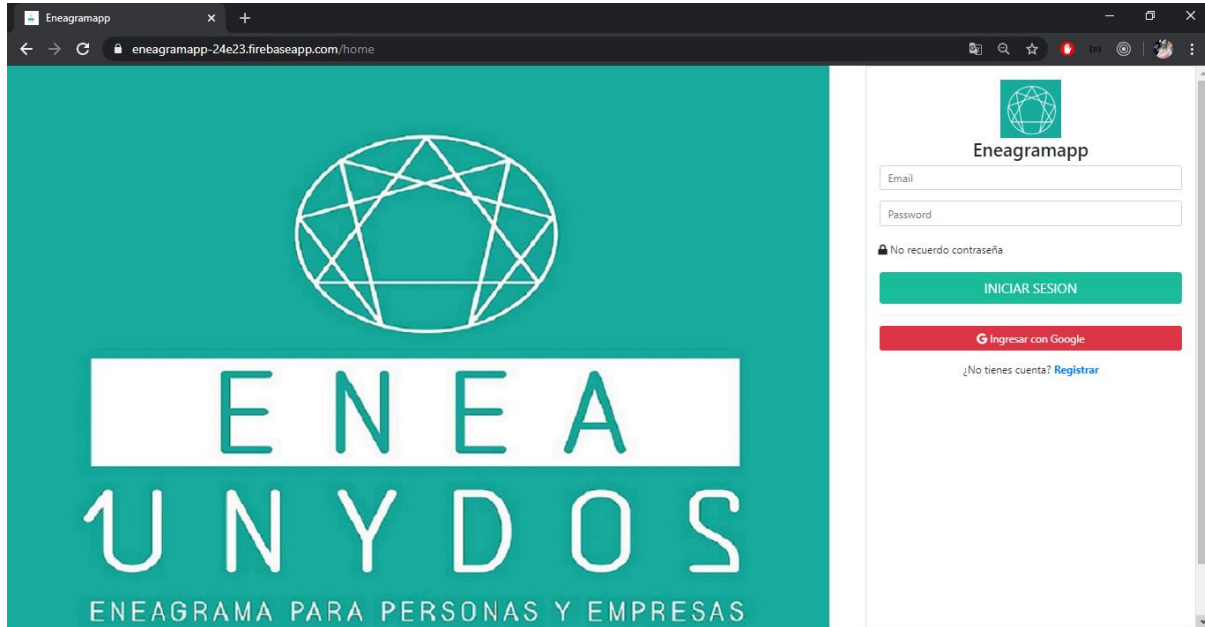 Eneagramapp
eneagramapp-24e23.firebaseapp.com/home
ENEA
UNYDOS
ENEAGRAMA PARA PERSONAS Y EMPRESAS
Eneagramapp
Email
Password
No recuerdo contraseña
INICIAR SESION
G Ingresar con Google
¿No tienes cuenta? Registrar